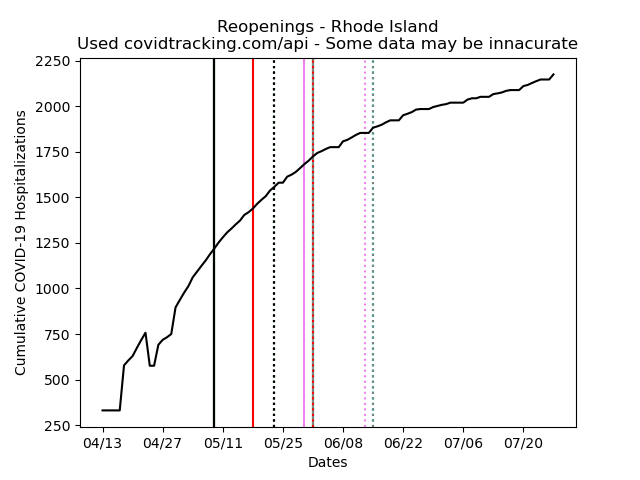 Reopenings - Rhode Island
Used covidtracking.com/api - Some data may be innacurate
2250
2000
1750
1500
1250
1000
750
500
250
Cumulative COVID-19 Hospitalizations
04/13 04/27 05/11 05/25 06/08 06/22 07/06 07/20
Dates